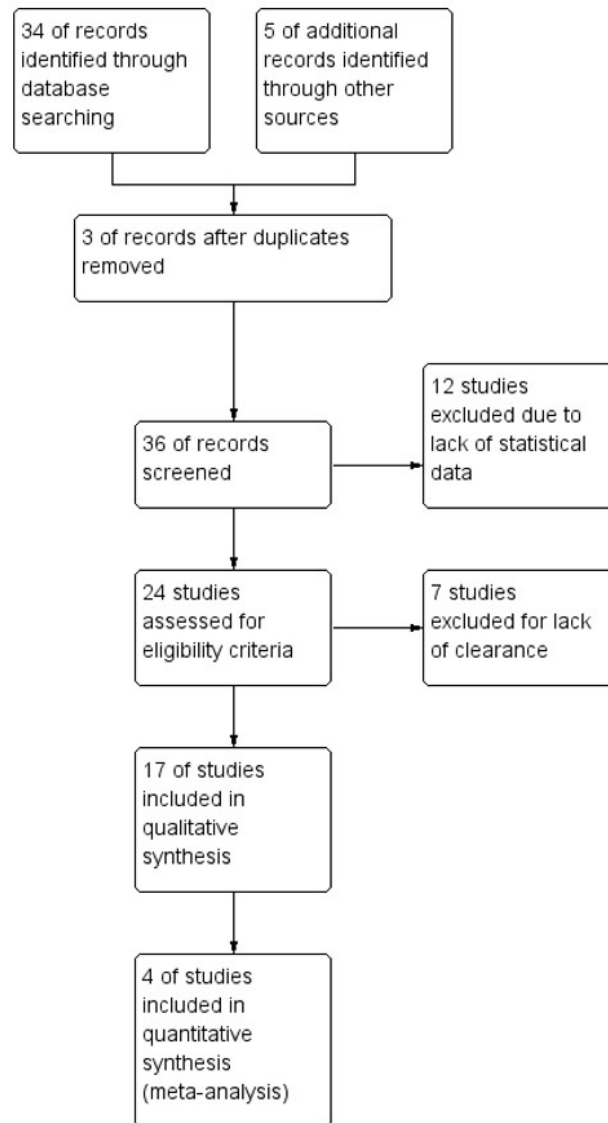 34 of records
identified through
database
searching
5 of additional
records identified
through other
sources
3 of records after duplicates
removed
36 of records
screened
12 studies
excluded due to
lack of statistical
data
24 studies
assessed for
eligibility criteria
7 studies
excluded for lack
of clearance
17 of studies
included in
qualitative
synthesis
4 of studies
included in
quantitative
synthesis
(meta-analysis)